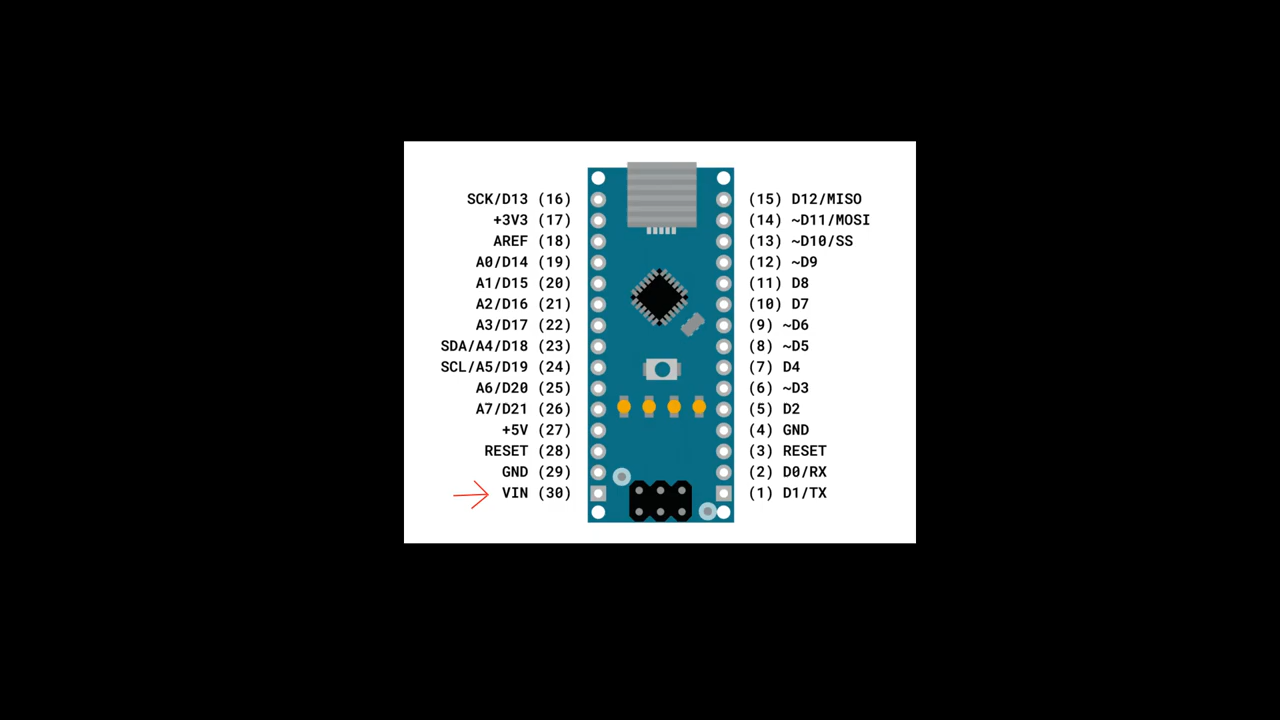 SCK/D13 (16)
+3V3 (17)
AREF (18)
A0/D14 (19)
A1/D15 (20)
A2/D16 (21)
A3/D17 (22)
SDA/A4/D18 (23)
SCL/A5/D19 (24)
A6/D20 (25)
A7/D21 (26)
+5V (27)
RESET (28)
GND (29)
VIN (30)
(15) D12/MISO
(14) ~D11/MOSI
(13) ~D10/SS
(12) ~D9
(11) D8
(10) D7
(9) ~D6
(8) ~D5
(7) D4
(6) ~D3
(5) D2
(4) GND
(3) RESET
(2) D0/RX
(1) D1/TX